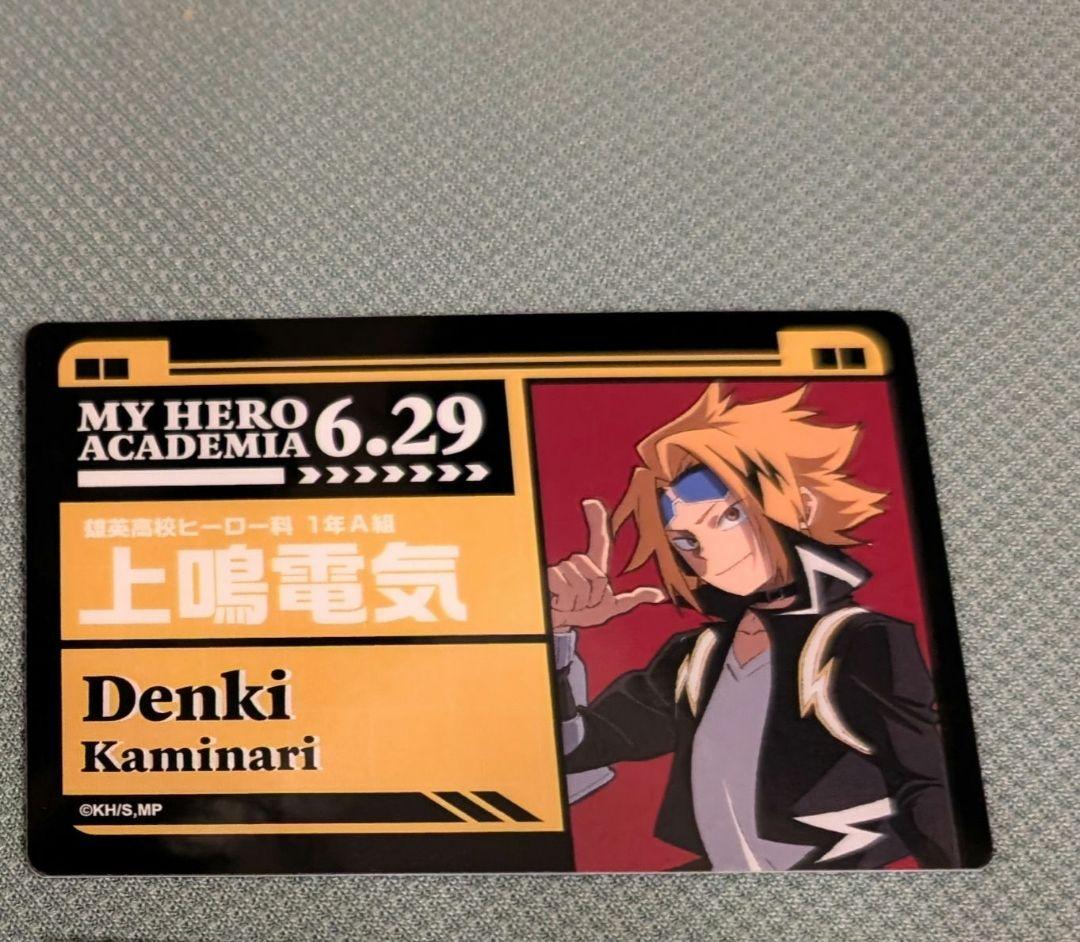 MY HERO
ACADEMIA
6.29
雄英高校ヒーロー科 1年A組
上鳴電気
Denki
Kaminari
©KH/S,MP